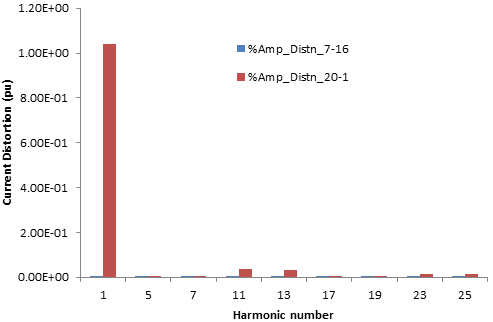 1.20E+00
1.00E+00
8.00E-01
6.00E-01
4.00E-01
2.00E-01
0.00E+00
Current Distortion (pu)
%Amp_Distn_7-16
%Amp_Distn_20-1
1 5 7 11 13 17 19 23 25
Harmonic number